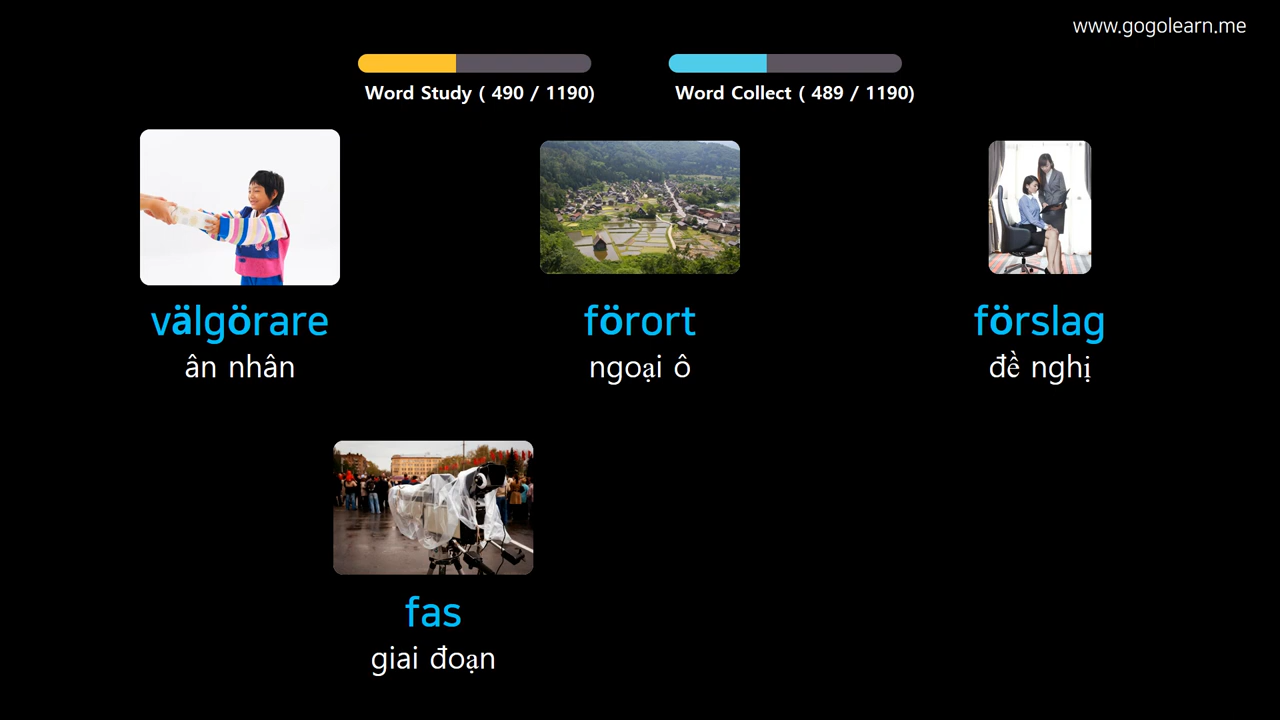 www.gogolearn.me
Word Study ( 490 / 1190)
Word Collect ( 489 / 1190)
välgörare
ân nhân
förort
ngoại ô
förslag
đề nghị
fas
giai đoạn